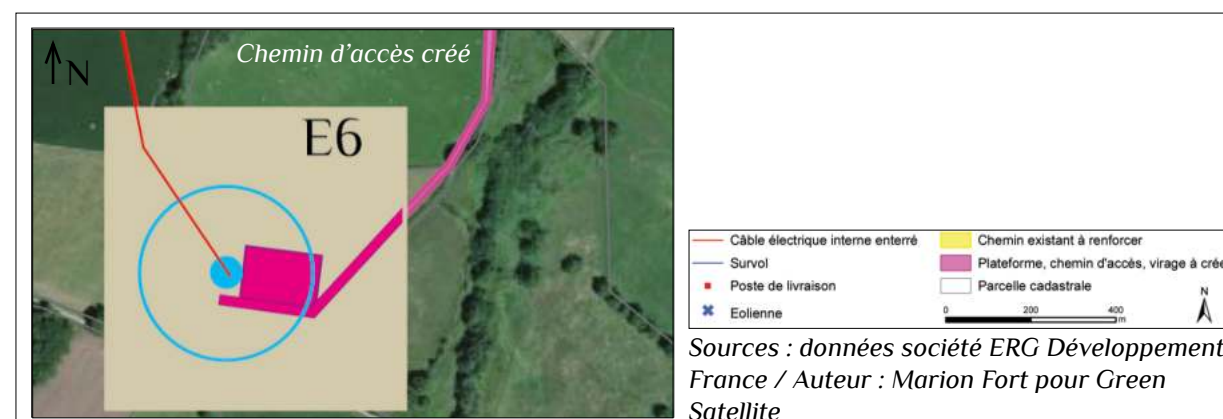 Chemin d'accès créé
N
E6
Câble électrique interne enterré
Survol
Poste de livraison
Eolienne
Chemin existant à renforcer
Plateforme, chemin d'accès, virage à crée
Parcelle cadastrale
0 200 400
m
N
Sources : données société ERG Développement
France / Auteur : Marion Fort pour Green
Satellite